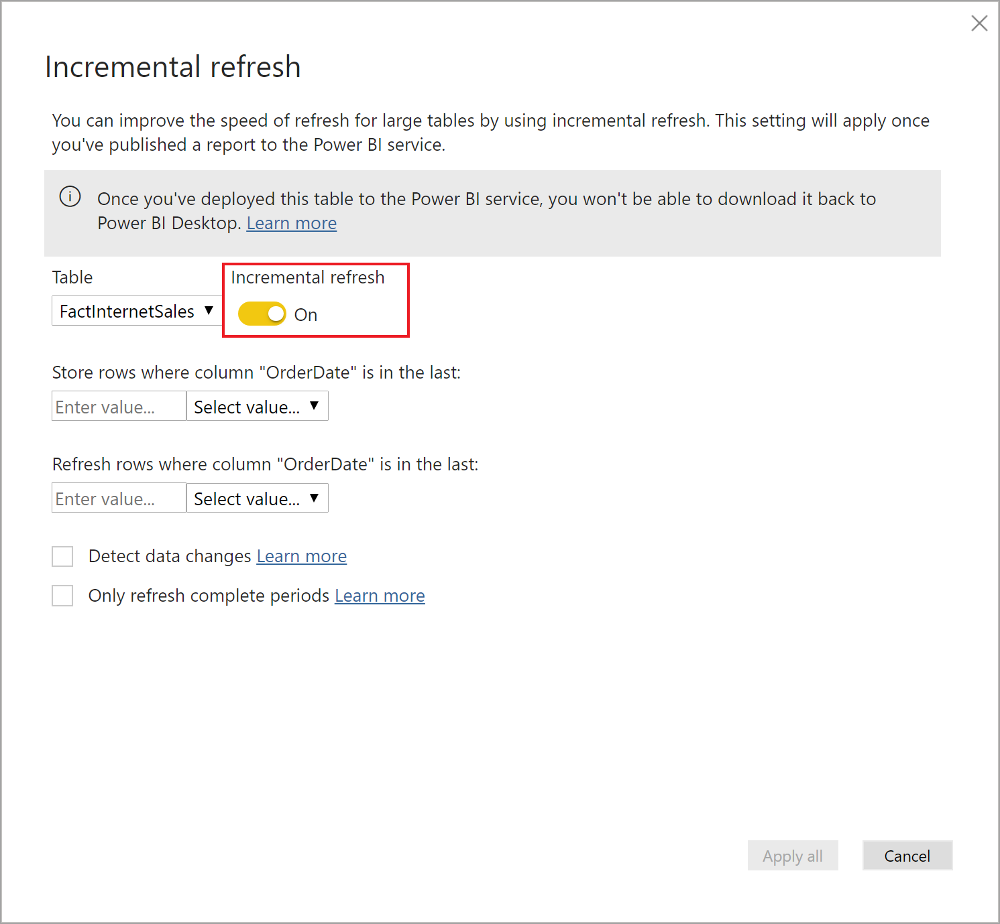 Incremental refresh
You can improve the speed of refresh for large tables by using incremental refresh. This setting will apply once
you've published a report to the Power BI service.
Once you've deployed this table to the Power BI service, you won't be able to download it back to
Power BI Desktop. Learn more
Table
Incremental refresh
FactInternetSales
On
Store rows where column "OrderDate" is in the last:
Enter value...
Select value...
Refresh rows where column "OrderDate" is in the last:
Enter value...
Select value...
Detect data changes Learn more
Only refresh complete periods Learn more
Apply all
Cancel